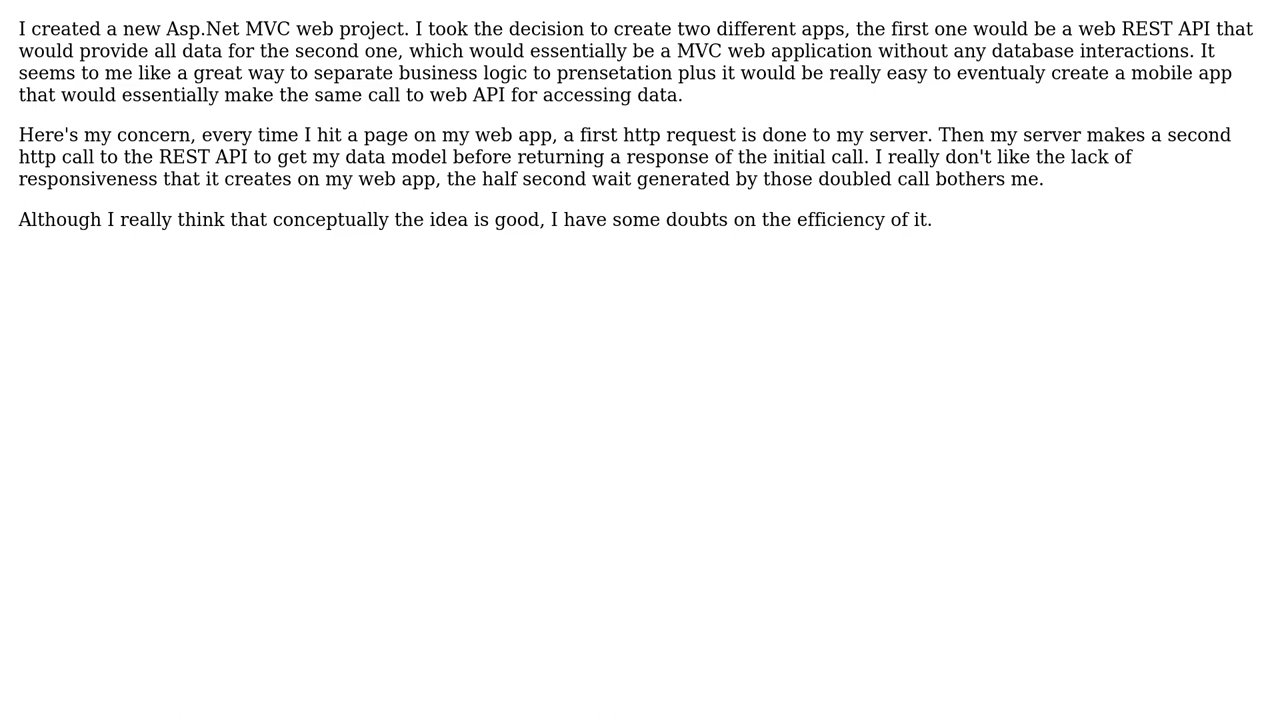 I created a new Asp.Net MVC web project. I took the decision to create two different apps, the first one would be a web REST API that
would provide all data for the second one, which would essentially be a MVC web application without any database interactions. It
seems to me like a great way to separate business logic to prensetation plus it would be really easy to eventualy create a mobile app
that would essentially make the same call to web API for accessing data.
Here's my concern, every time I hit a page on my web app, a first http request is done to my server. Then my server makes a second
http call to the REST API to get my data model before returning a response of the initial call. I really don't like the lack of
responsiveness that it creates on my web app, the half second wait generated by those doubled call bothers me.
Although I really think that conceptually the idea is good, I have some doubts on the efficiency of it.